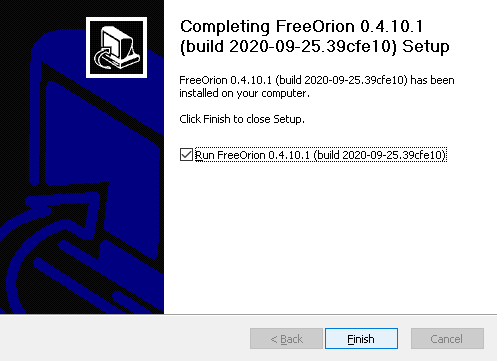 Completing FreeOrion 0.4.10.1
(build 2020-09-25.39cfe10) Setup
FreeOrion 0.4.10.1 (build 2020-09-25.39cfe10) has been
installed on your computer.
Click Finish to close Setup.
Run FreeOrion 0.4.10.1 (build 2020-09-25.39cfe10)
< Back
Finish
Cancel